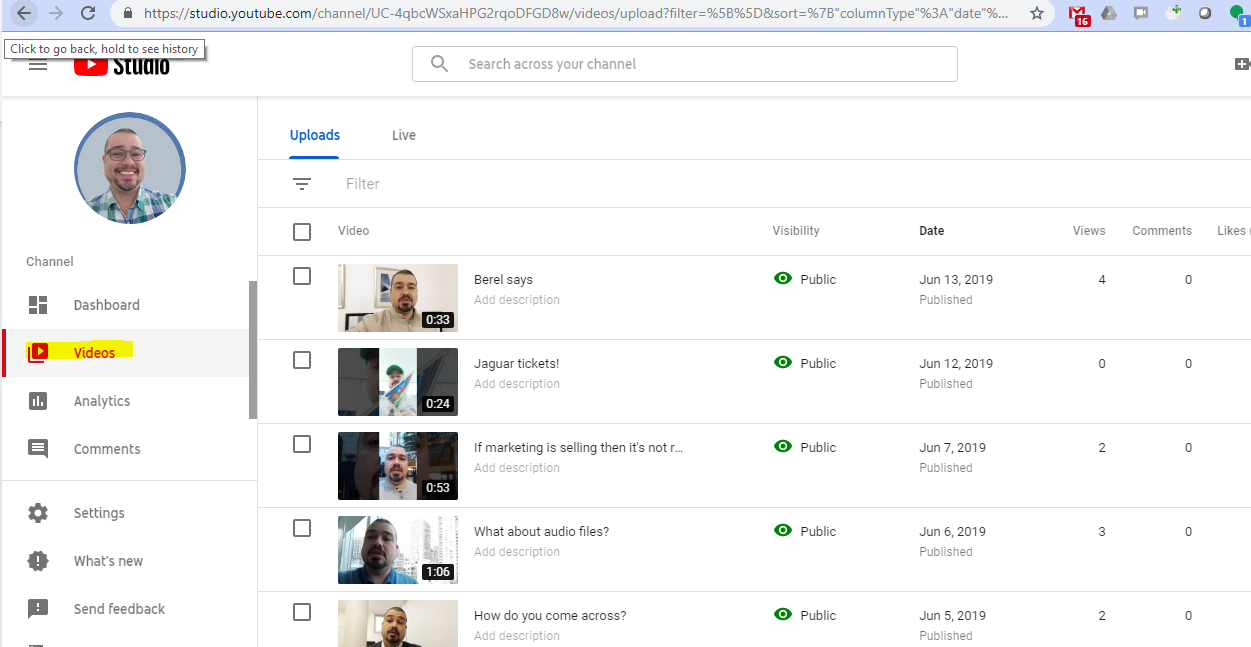 https://studio.youtube.com/channel/UC-4qbcWSxaHPG2rqoDFGD8w/videos/upload?filter=%5B%5D&sort=%7B"columnType"%3A"date"%...
16
1
Click to go back, hold to see history
Studio
Search across your channel
Uploads Live
Filter
Video Visibility Date Views Comments Likes (
Channel
Dashboard
Videos
Analytics
Comments
Settings
What's new
Send feedback
Berel says Public Jun 13, 2019 4 0
Add description Published
0:33
Jaguar tickets! Public Jun 12, 2019 0 0
Add description Published
0:24
If marketing is selling then it's not r... Public Jun 7, 2019 2 0
Add description Published
0:53
What about audio files? Public Jun 6, 2019 3 0
Add description Published
1:06
How do you come across? Public Jun 5, 2019 2 0
Add description Published